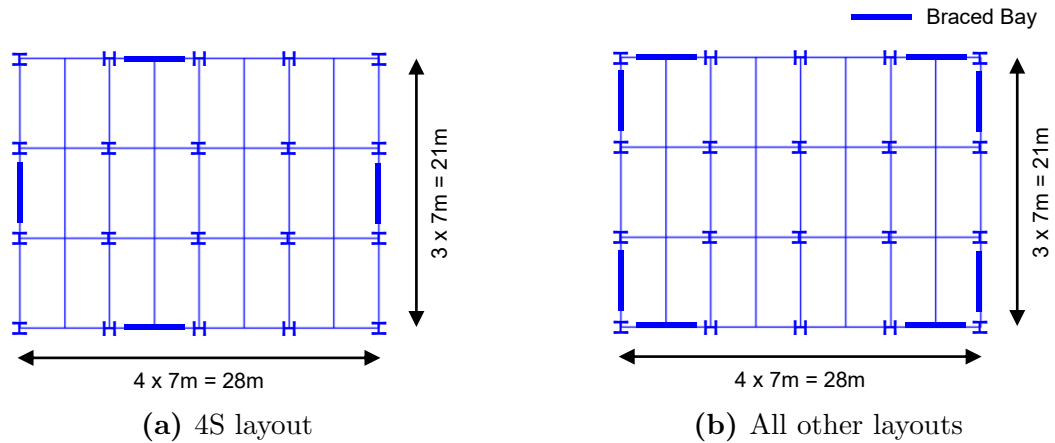 Braced Bay
3 x 7m = 21m
3 x 7m = 21m
4 x 7m = 28m
4 x 7m = 28m
(a) 4S layout
(b) All other layouts